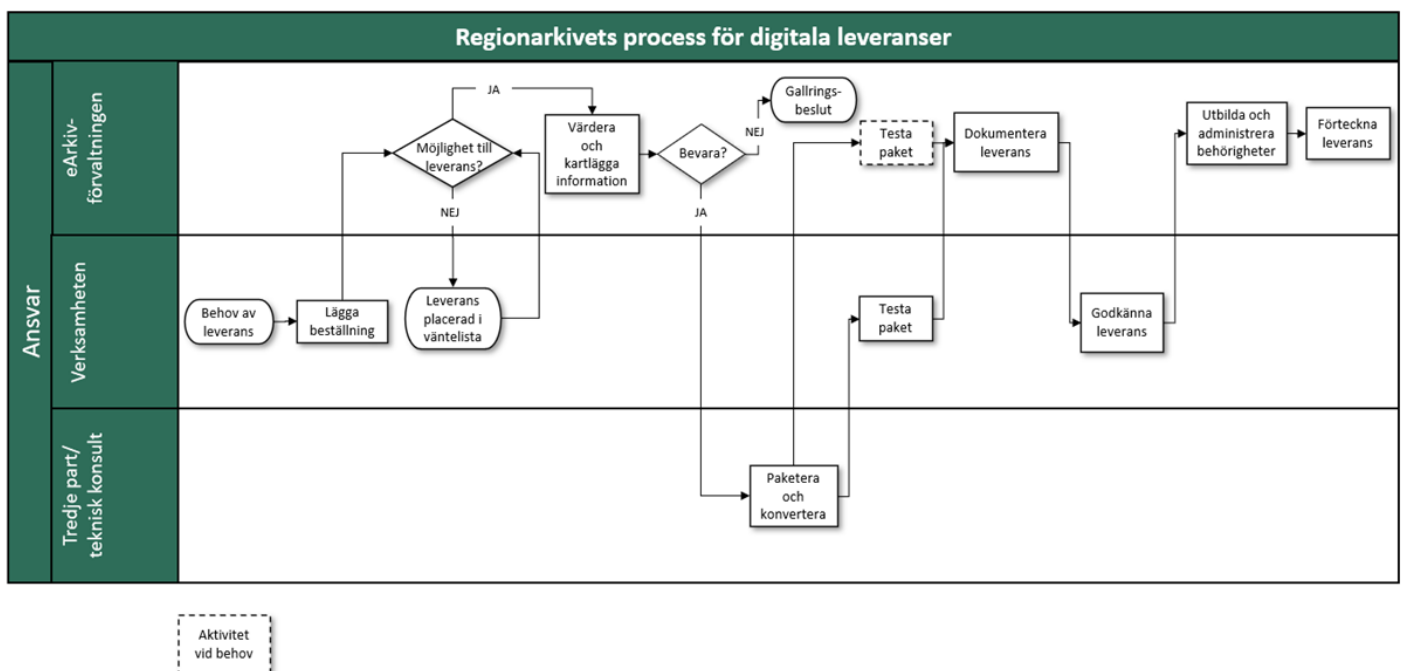 Regionarkivets process för digitala leveranser
Ansvar
eArkiv-
förvaltningen
JA
Möjlighet till
leverans?
NEJ
Värdera
och
kartlägga
information
Bevara?
NEJ
JA
Gallrings-
beslut
Testa
paket
Dokumentera
leverans
Utbilda och
administrera
behörigheter
Förteckna
leverans
Verksamheten
Behov av
leverans
Lägga
beställning
Leverans
placerad i
väntelista
Testa
paket
Godkänna
leverans
Tredje part/
teknisk konsult
Paketera
och
konvertera
Aktivitet
vid behov